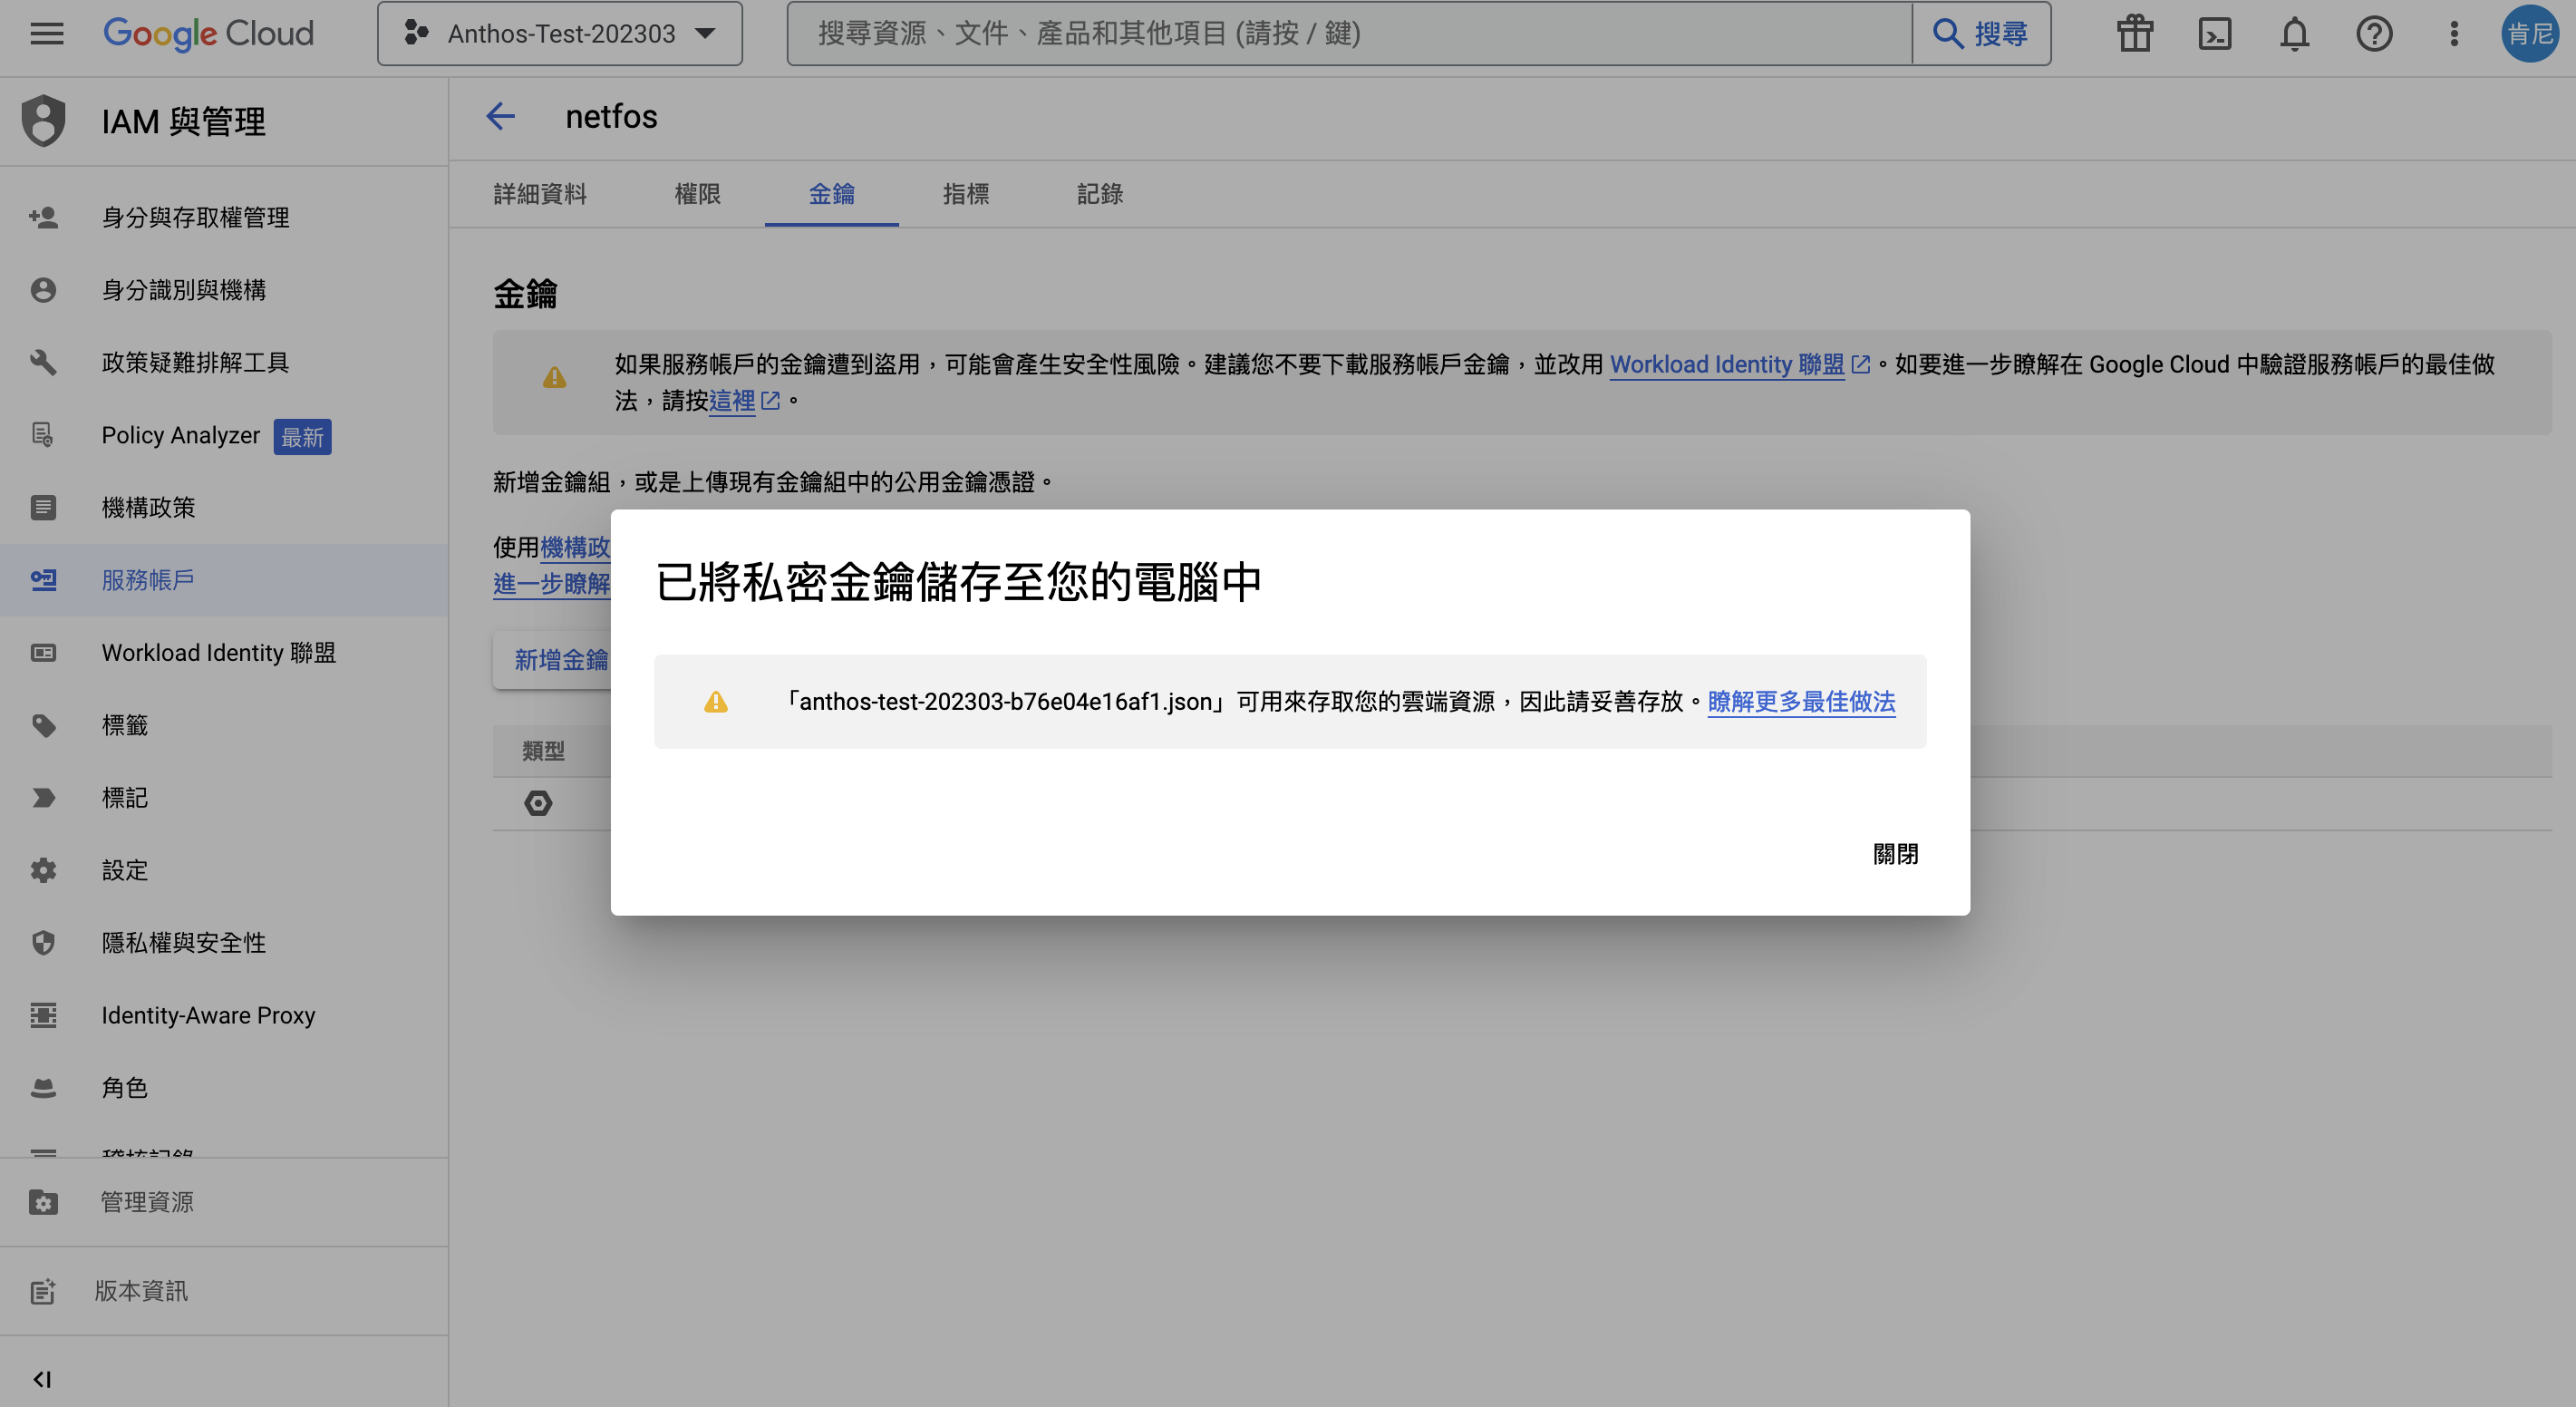 Google Cloud
Anthos-Test-202303
搜尋資源、文件、產品和其他項目 (請按 / 鍵)
搜尋
肯尼
IAM 與管理
身分與存取權管理
身分識別與機構
政策疑難排解工具
Policy Analyzer 最新
機構政策
服務帳戶
Workload Identity 聯盟
標籤
標記
設定
隱私權與安全性
Identity-Aware Proxy
角色
稽核記錄
管理資源
版本資訊
netfos
詳細資料 權限 金鑰 指標 記錄
金鑰
如果服務帳戶的金鑰遭到盜用，可能會產生安全性風險。建議您不要下載服務帳戶金鑰，並改用 Workload Identity 聯盟。如要進一步瞭解在 Google Cloud 中驗證服務帳戶的最佳做
法，請按這裡。
新增金鑰組，或是上傳現有金鑰組中的公用金鑰憑證。
使用機構政
進一步瞭解
新增金鑰
類型
已將私密金鑰儲存至您的電腦中
「anthos-test-202303-b76e04e16af1.json」可用來存取您的雲端資源，因此請妥善存放。瞭解更多最佳做法
關閉